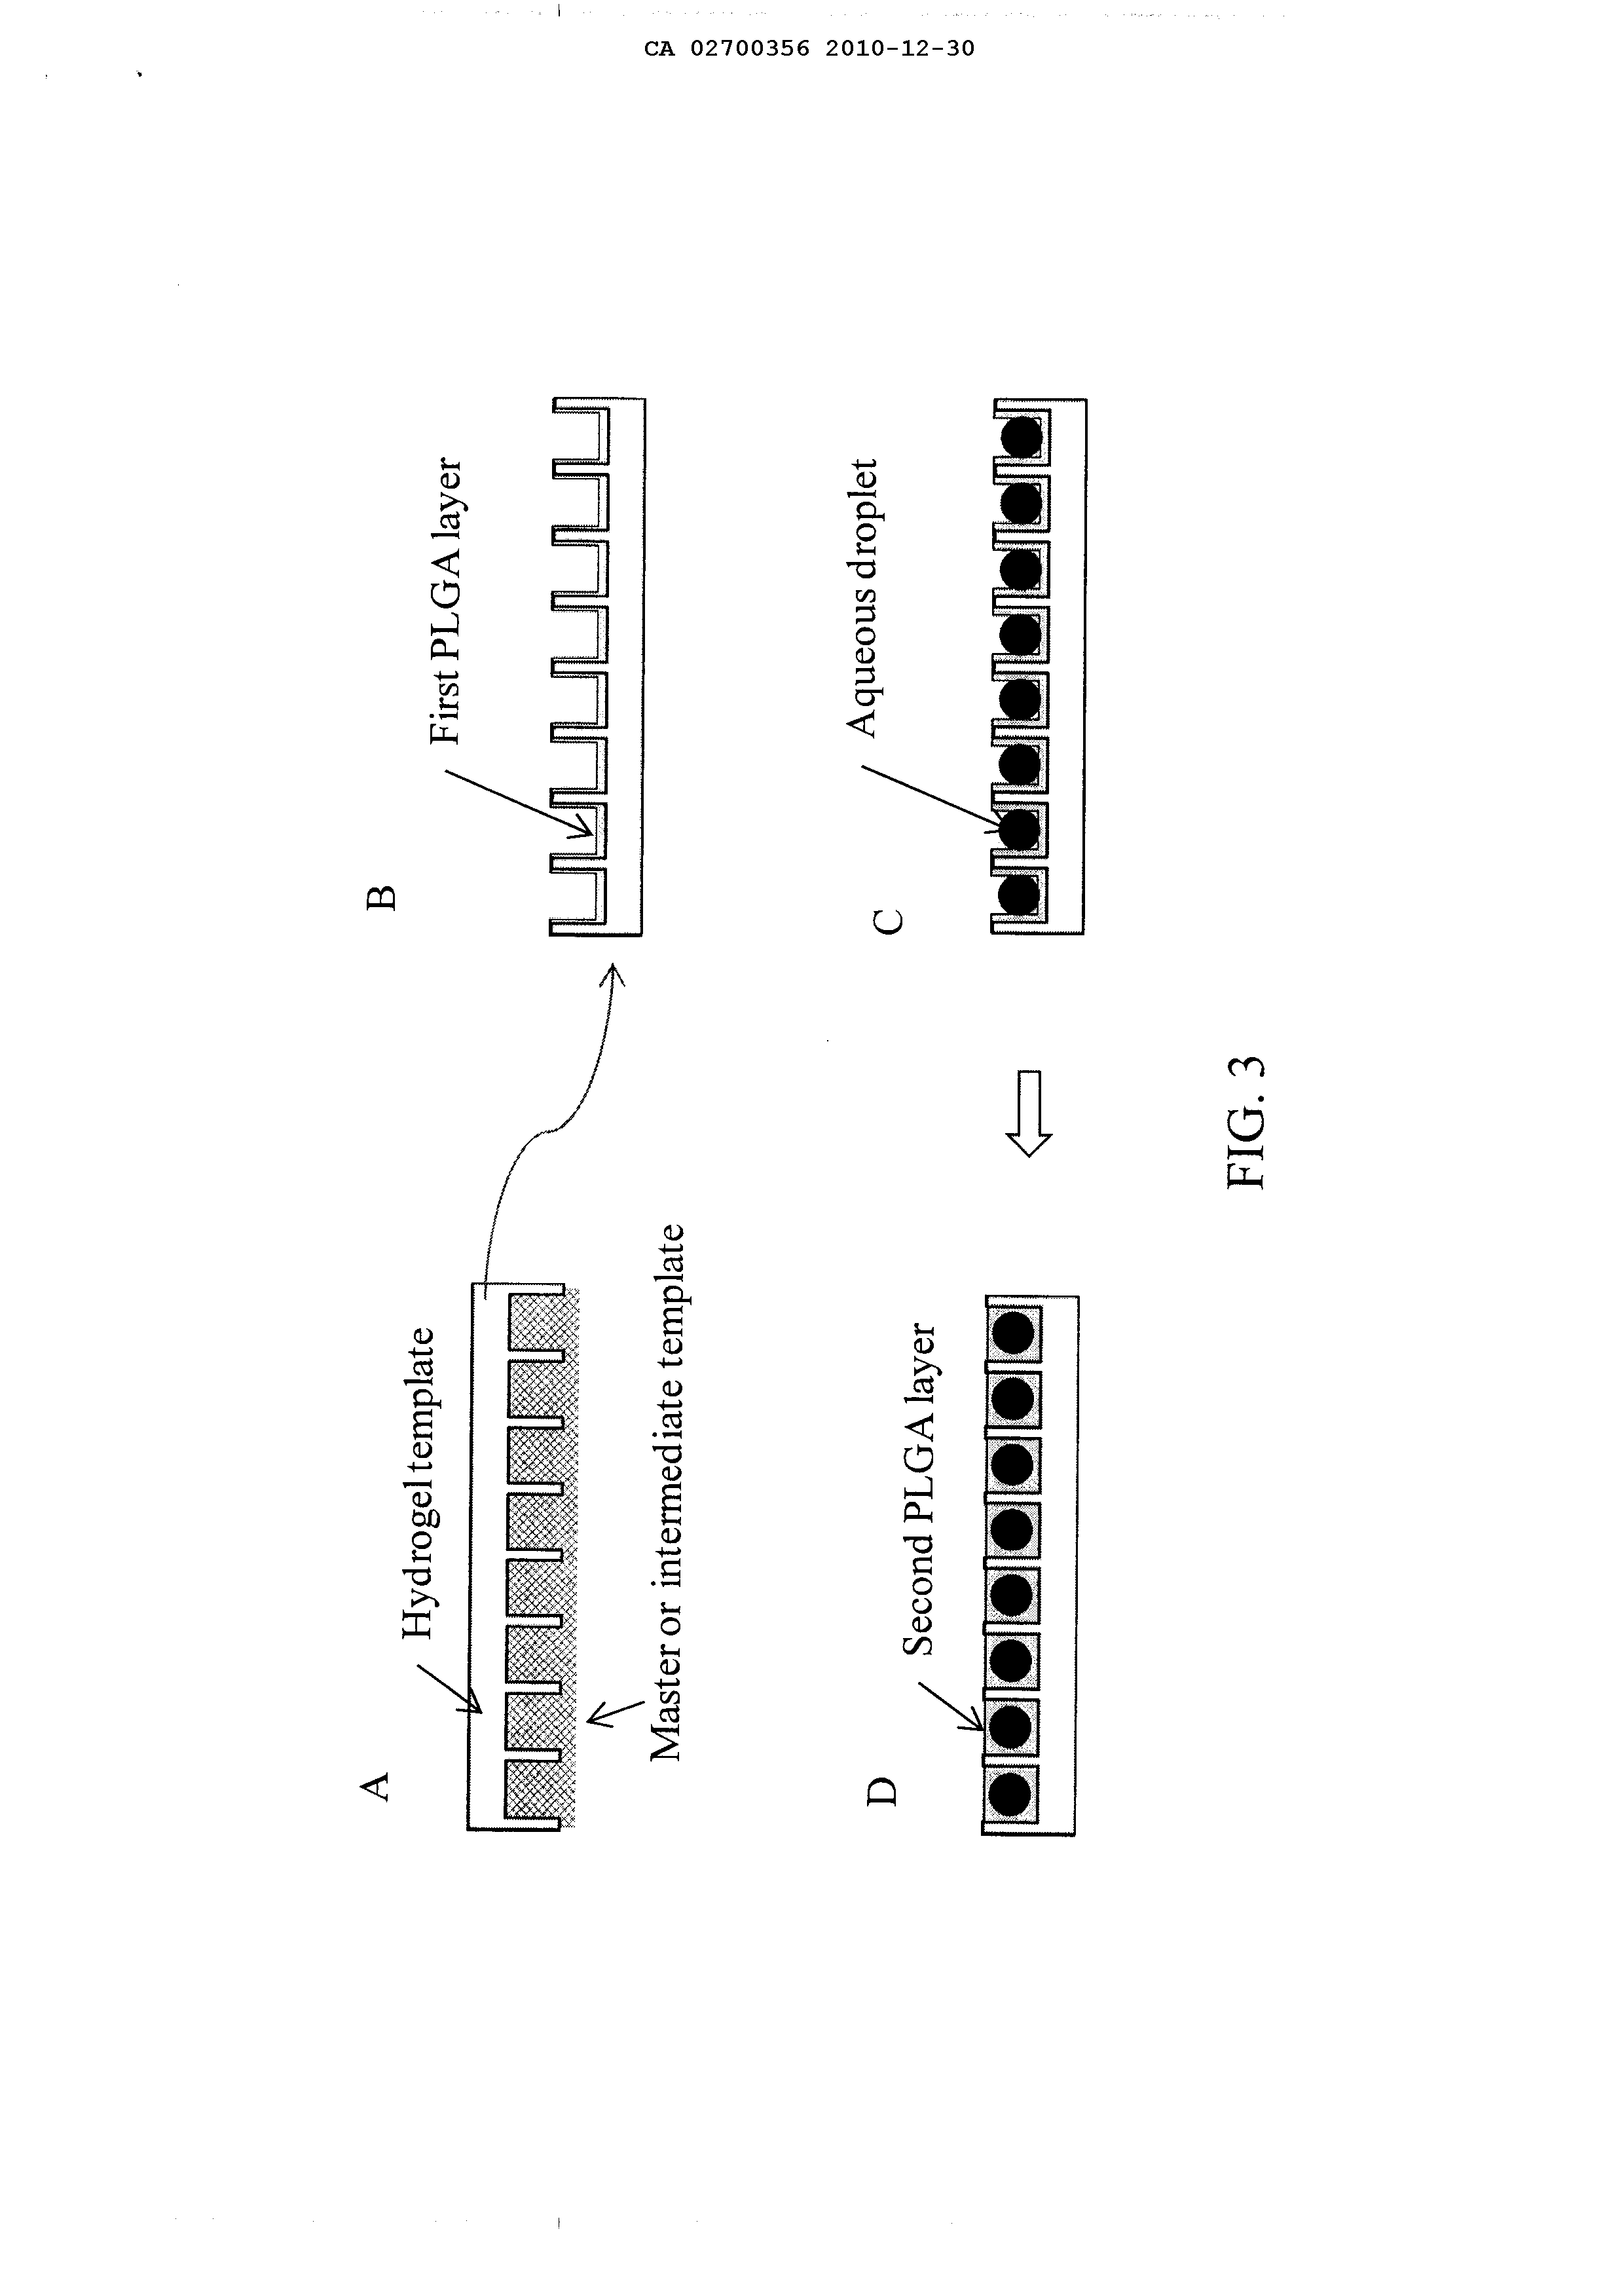 CA 02700356 2010-12-30
A
Hydrogel template
Master or intermediate template
B
First PLGA layer
C
Aqueous droplet
D
Second PLGA layer
FIG. 3